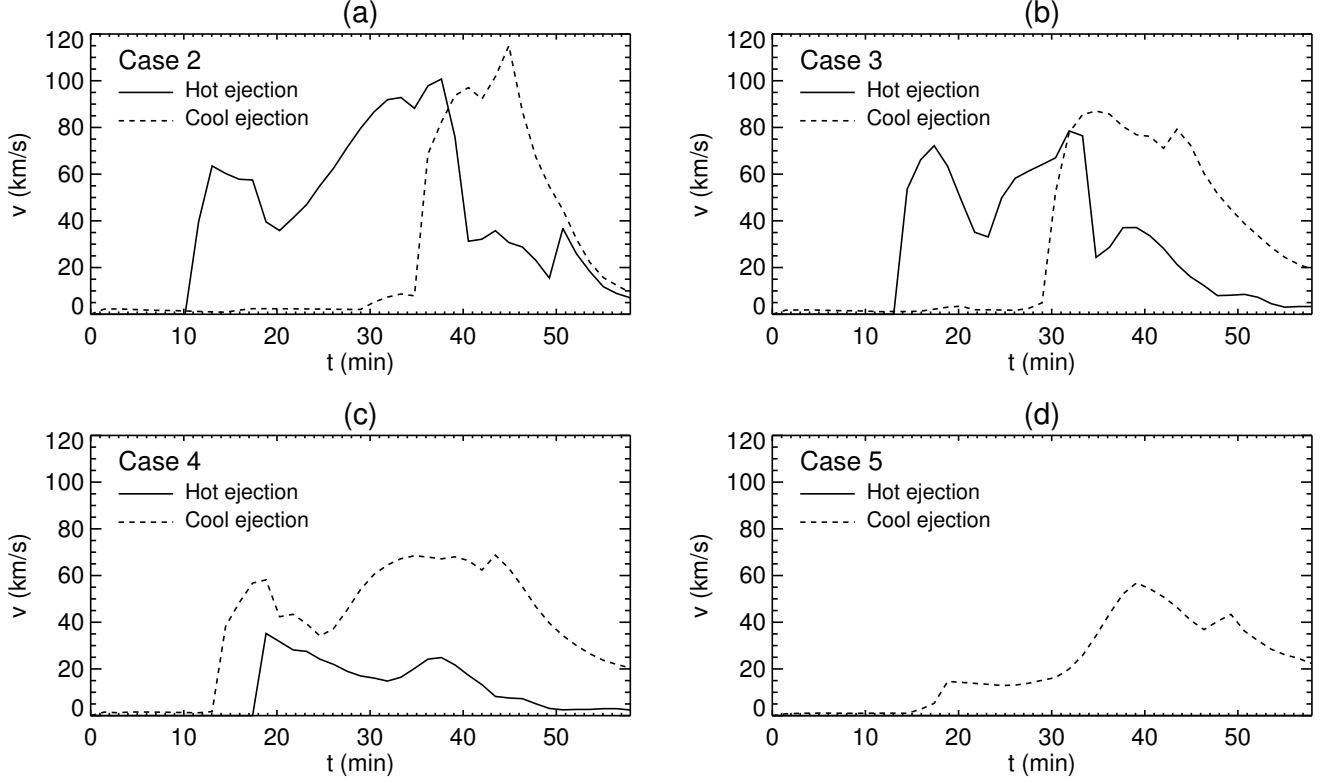 (a)
120
100
80
60
40
20
0
v (km/s)
Case 2
Hot ejection
Cool ejection
0 10 20 30 40 50
t (min)
(b)
120
100
80
60
40
20
0
v (km/s)
Case 3
Hot ejection
Cool ejection
0 10 20 30 40 50
t (min)
(c)
120
100
80
60
40
20
0
v (km/s)
Case 4
Hot ejection
Cool ejection
0 10 20 30 40 50
t (min)
(d)
120
100
80
60
40
20
0
v (km/s)
Case 5
Hot ejection
Cool ejection
0 10 20 30 40 50
t (min)